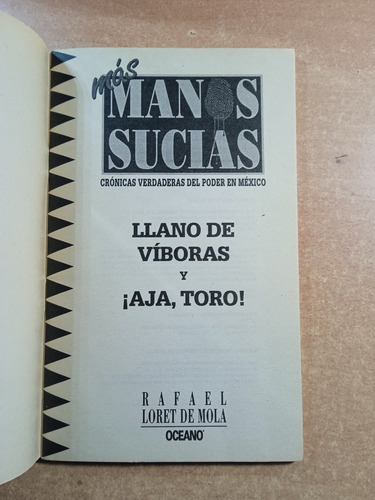 más
MANOS
SUCIAS
CRÓNICAS VERDADERAS DEL PODER EN MÉXICO
LLANO DE
VÍBORAS
Y
¡AJA, TORO!
RAFAEL
LORET DE MOLA
OCEANO